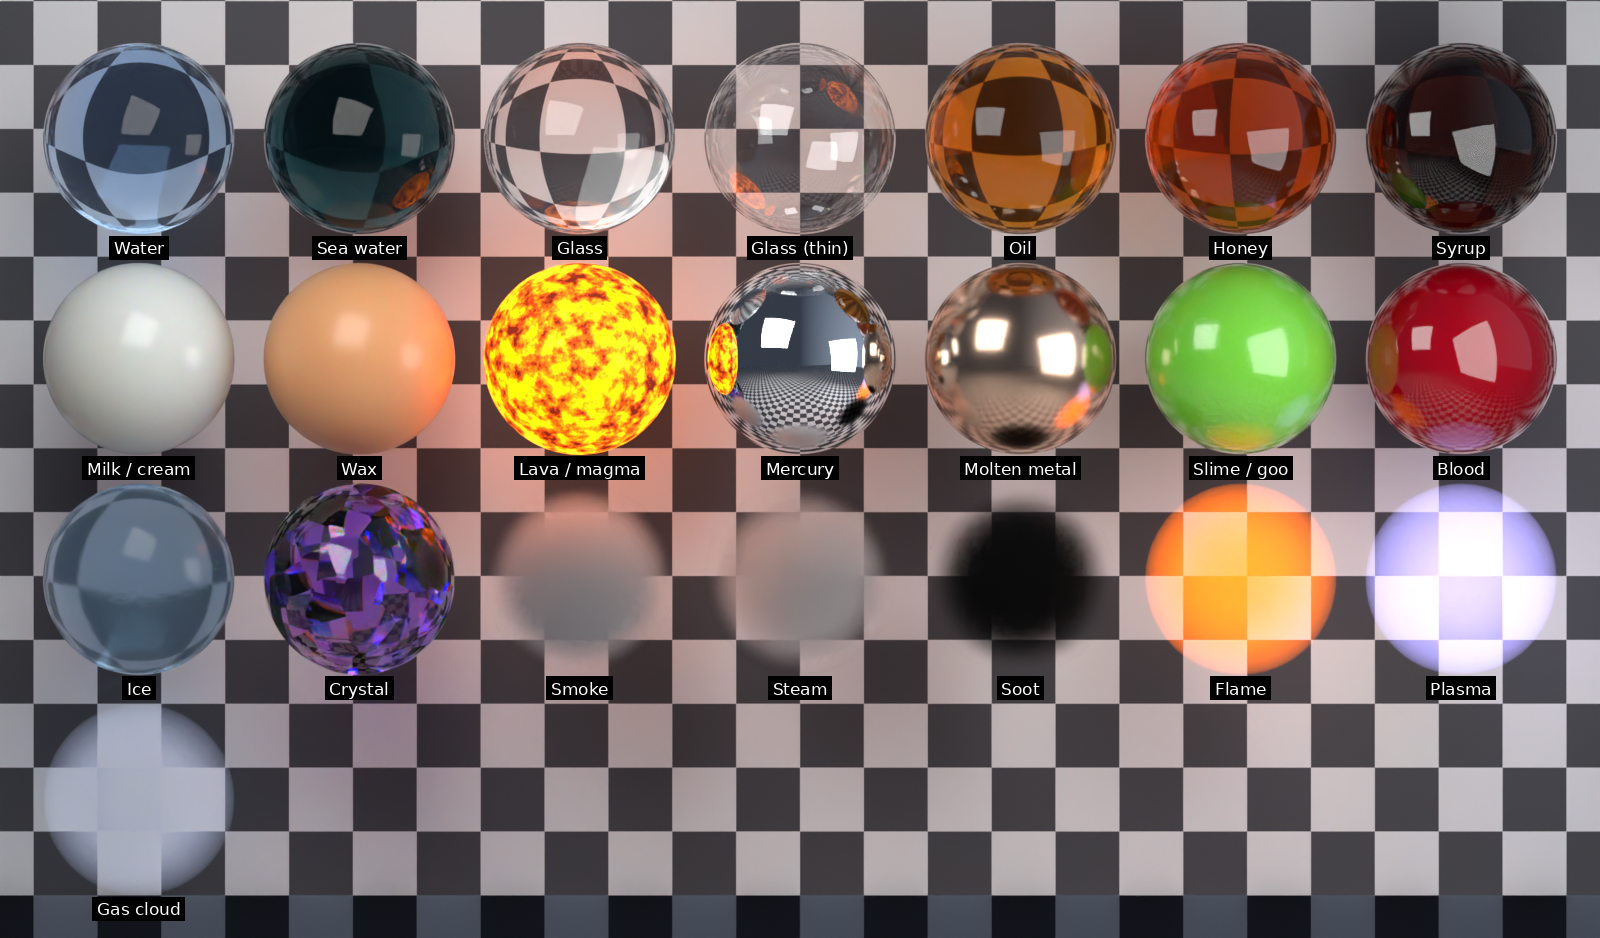 Water
Sea water
Glass
Glass (thin)
Oil
Honey
Syrup
Milk / cream
Wax
Lava / magma
Mercury
Molten metal
Slime / goo
Blood
Ice
Crystal
Smoke
Steam
Soot
Flame
Plasma
Gas cloud